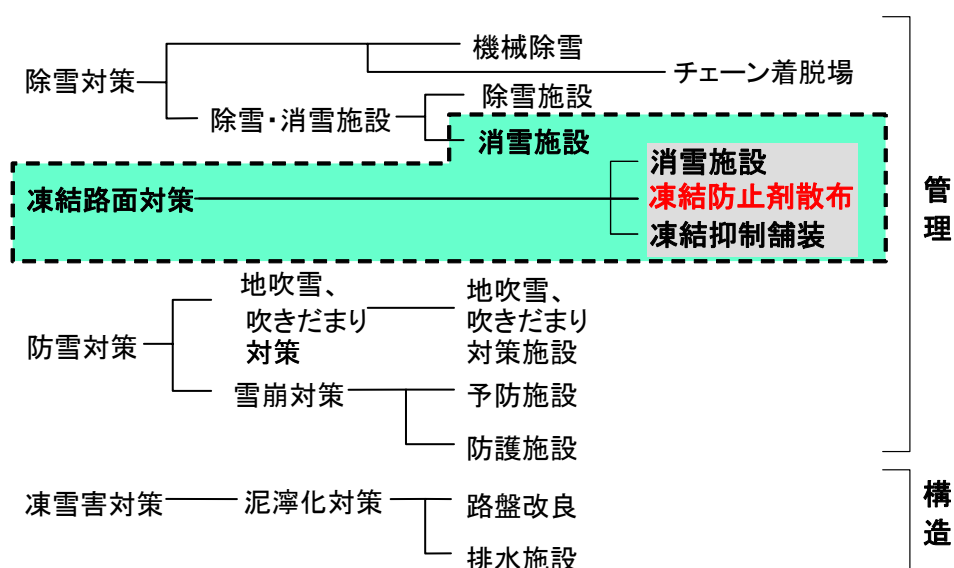 機械除雪
除雪対策
チェーン着脱場
除雪・消雪施設
除雪施設
消雪施設
凍結路面対策
消雪施設
凍結防止剤散布
凍結抑制舗装
管理
地吹雪、
吹きだまり
対策
地吹雪、
吹きだまり
対策施設
防雪対策
雪崩対策
予防施設
防護施設
凍雪害対策
泥濘化対策
路盤改良
排水施設
構造